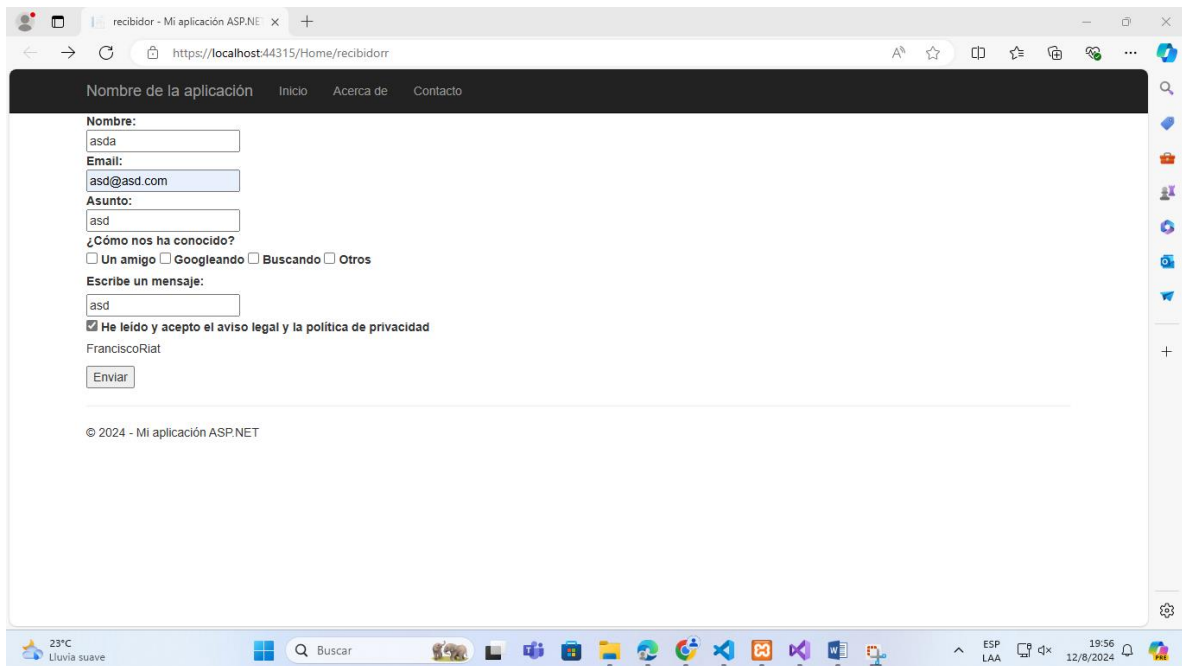 recibidor - Mi aplicación ASP.NE
https://localhost:44315/Home/recibidorr
Nombre de la aplicación Inicio Acerca de Contacto
Nombre:
asda
Email:
asd@asd.com
Asunto:
asd
¿Cómo nos ha conocido?
Un amigo Googleando Buscando Otros
Escribe un mensaje:
asd
He leído y acepto el aviso legal y la política de privacidad
FranciscoRiat
Enviar
© 2024 - Mi aplicación ASP.NET
23°C
Lluvia suave
Buscar
ESP
LAA
19:56
12/8/2024
PRE